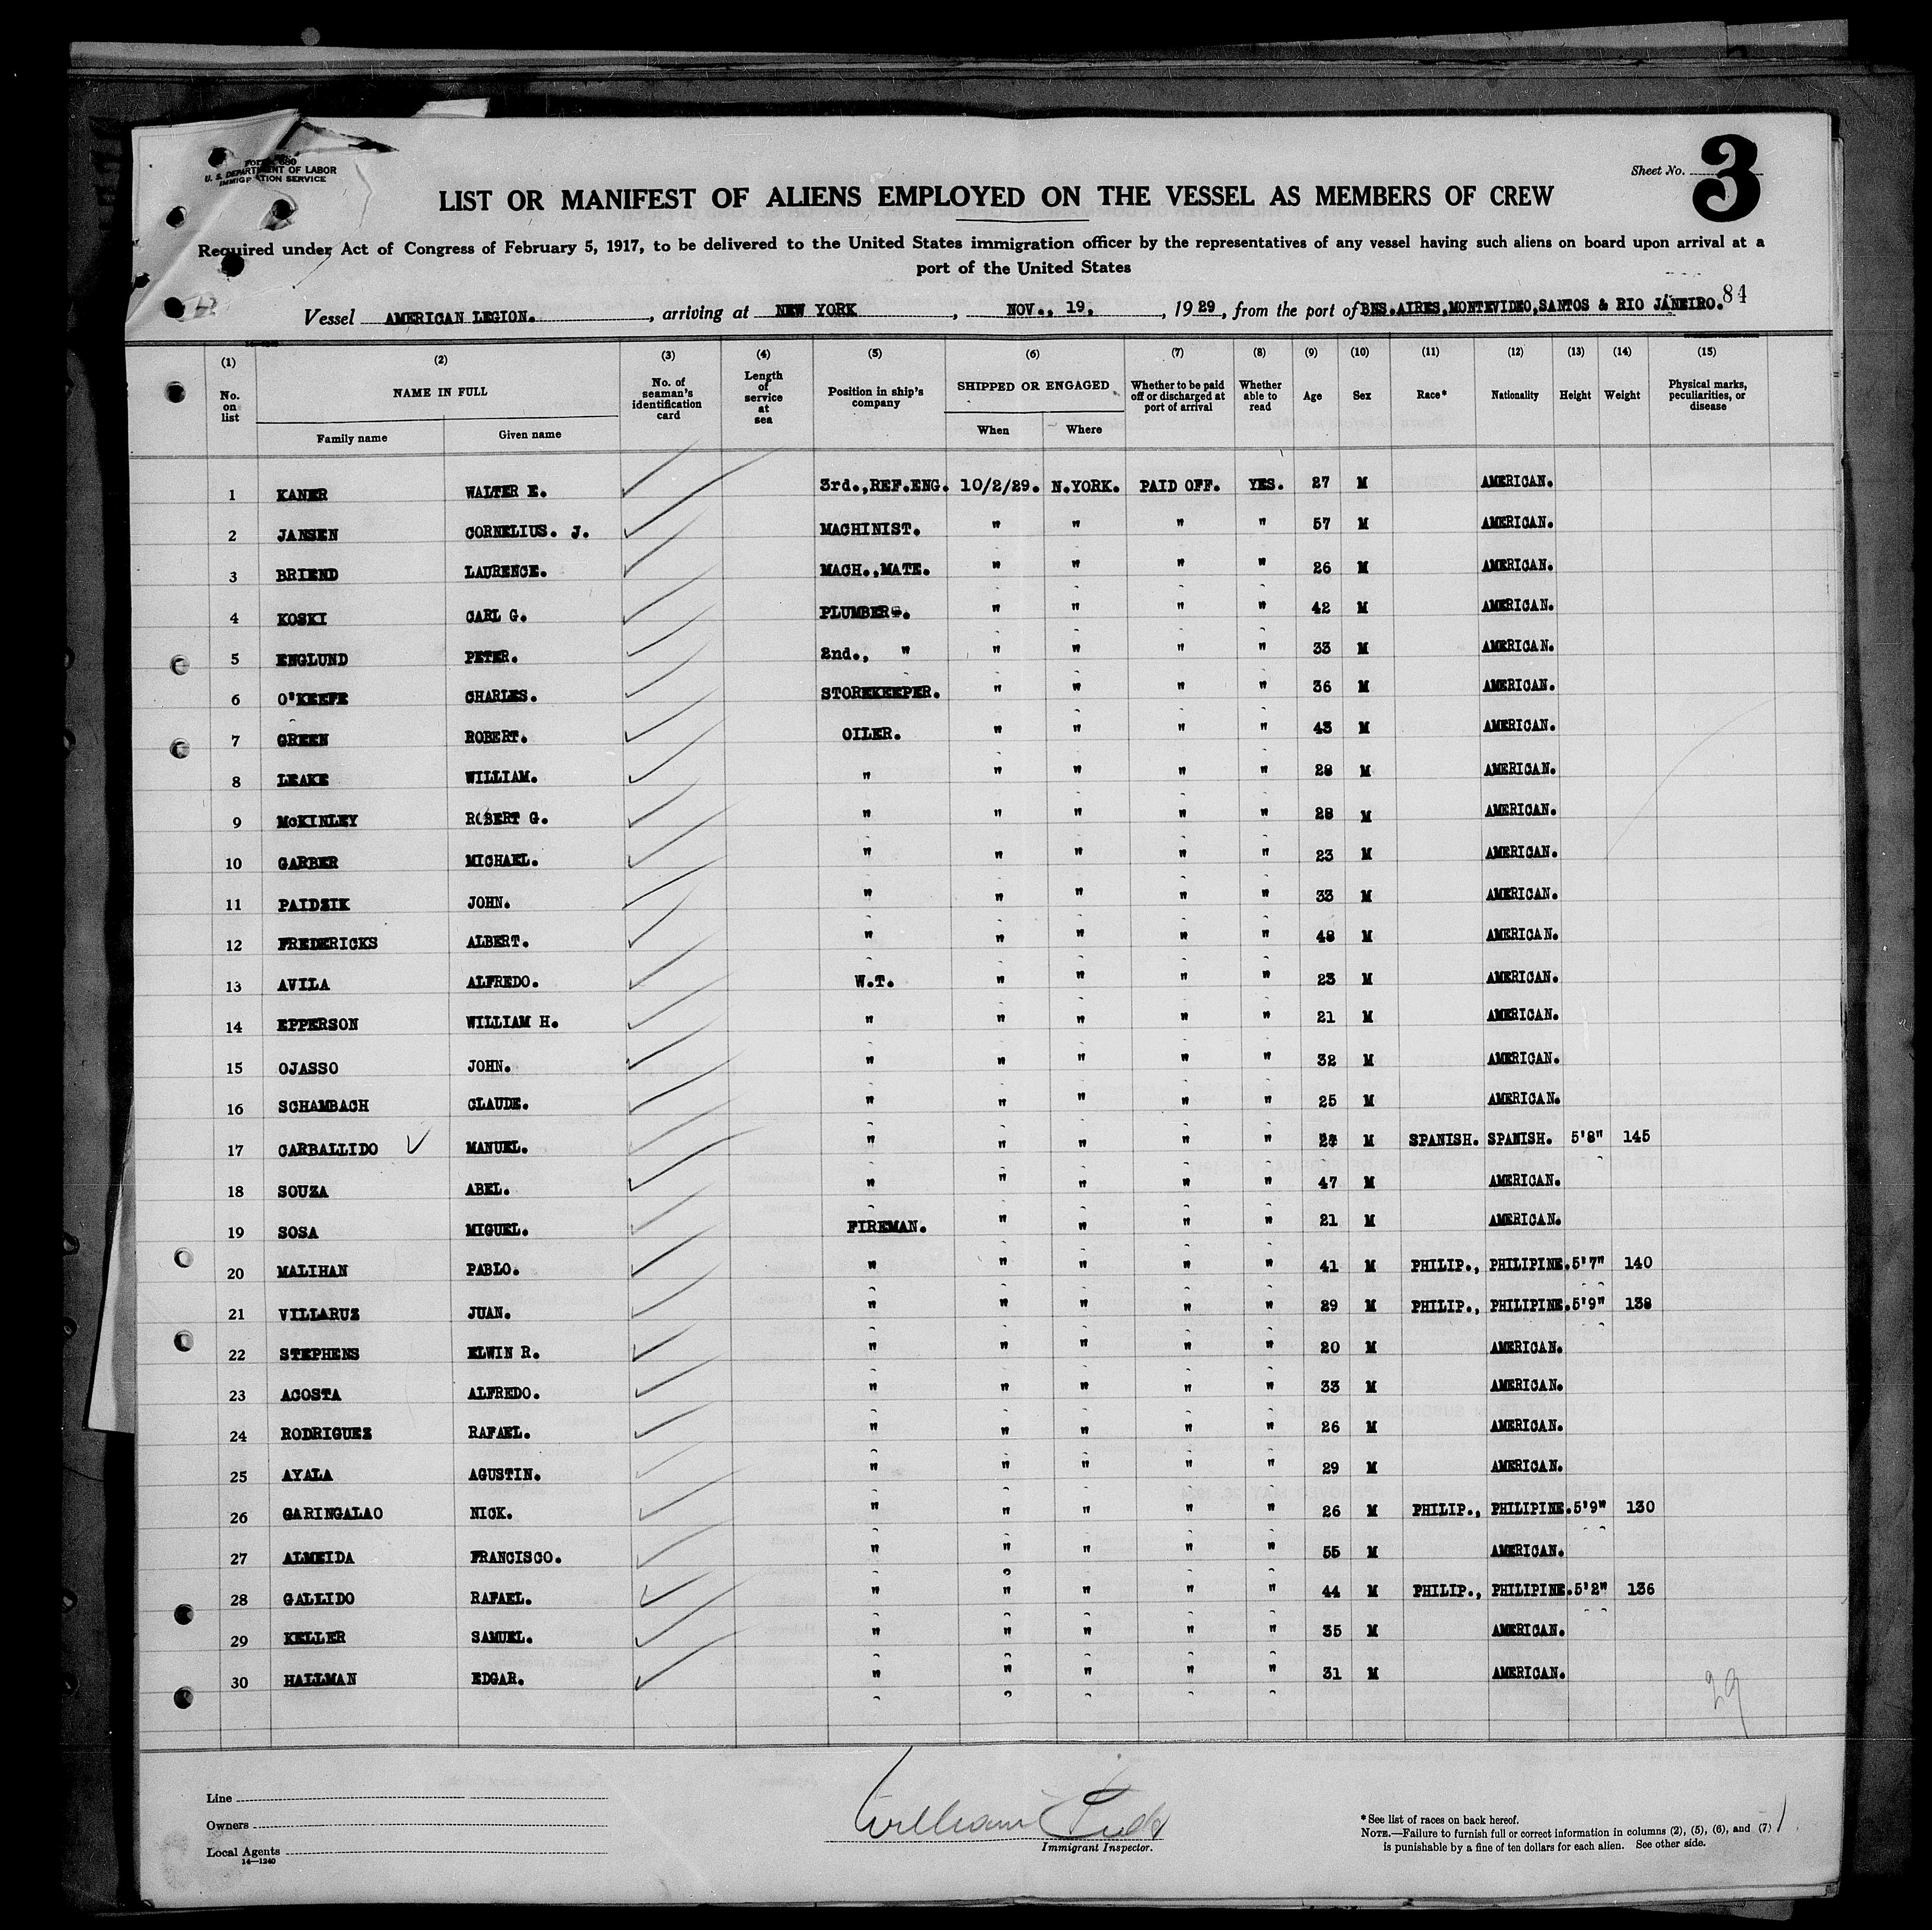 Sheet No. 3
U. S. DEPARTMENT OF LABOR
IMMIGRATION SERVICE
LIST OR MANIFEST OF ALIENS EMPLOYED ON THE VESSEL AS MEMBERS OF CREW
Required under Act of Congress of February 5, 1917, to be delivered to the United States immigration officer by the representatives of any vessel having such aliens on board upon arrival at a
port of the United States
84
Vessel AMERICAN LEGION. , arriving at NEW YORK , NOV., 19, , 1929, from the port of BNS.AIRES,MONTEVIDEO,SANTOS & RIO JANEIRO.
(1) (2) (3) (4) (5) (6) (7) (8) (9) (10) (11) (12) (13) (14) (15)
No. on list NAME IN FULL No. of seaman's identification card Length of service at sea Position in ship's company SHIPPED OR ENGAGED Whether to be paid off or discharged at port of arrival Whether able to read Age Sex Race* Nationality Height Weight Physical marks, peculiarities, or disease
Family name Given name When Where
1 KANER WALTER E. 3rd.,REF.ENG. 10/2/29. N.YORK. PAID OFF. YES. 27 M AMERICAN.
2 JANSEN CORNELIUS. J. MACHINIST. " " " " 57 M AMERICAN.
3 BRIEND LAURENCE. MACH.,MATE. " " " " 26 M AMERICAN.
4 KOSKI CARL G. PLUMBER. " " " " 42 M AMERICAN.
5 ENGLUND PETER. 2nd., " " " " " 33 M AMERICAN.
6 O'KEEFE CHARLES. STOREKEEPER. " " " " 36 M AMERICAN.
7 GREEN ROBERT. OILER. " " " " 43 M AMERICAN.
8 LEAKE WILLIAM. " " " " " 28 M AMERICAN.
9 McKINLEY ROBERT G. " " " " " 28 M AMERICAN.
10 GARBER MICHAEL. " " " " " 23 M AMERICAN.
11 PAIDZIK JOHN. " " " " " 33 M AMERICAN.
12 FREDERICKS ALBERT. " " " " " 48 M AMERICAN.
13 AVILA ALFREDO. W.T. " " " " 23 M AMERICAN.
14 EPPERSON WILLIAM H. " " " " " 21 M AMERICAN.
15 OJASSO JOHN. " " " " " 32 M AMERICAN.
16 SCHAMBACH CLAUDE. " " " " " 25 M AMERICAN.
17 CARBALLIDO MANUEL. " " " " " M SPANISH. SPANISH. 5'8" 145
18 SOUZA ABEL. " " " " " 47 M AMERICAN.
19 SOSA MIGUEL. FIREMAN. " " " " 21 M AMERICAN.
20 MALIHAN PABLO. " " " " " 41 M PHILIP., PHILIPINE. 5'7" 140
21 VILLARUZ JUAN. " " " " " 29 M PHILIP., PHILIPINE. 5'9" 138
22 STEPHENS ELWIN R. " " " " " 20 M AMERICAN.
23 ACOSTA ALFREDO. " " " " " 33 M AMERICAN.
24 RODRIGUEZ RAFAEL. " " " " " 26 M AMERICAN.
25 AYALA AGUSTIN. " " " " " 29 M AMERICAN.
26 GARINGALAO NICK. " " " " " 26 M PHILIP., PHILIPINE. 5'9" 130
27 ALMEIDA FRANCISCO. " " " " " 55 M AMERICAN.
28 GALLIDO RAFAEL. " " " " " 44 M PHILIP., PHILIPINE. 5'2" 136
29 KELLER SAMUEL. " " " " " 35 M AMERICAN.
30 HALLMAN EDGAR. " " " " " 31 M AMERICAN.
29
Line
Owners
Local Agents
14—1240
William
Immigrant Inspector.
*See list of races on back hereof.
NOTE.—Failure to furnish full or correct information in columns (2), (5), (6), and (7)
is punishable by a fine of ten dollars for each alien. See other side.